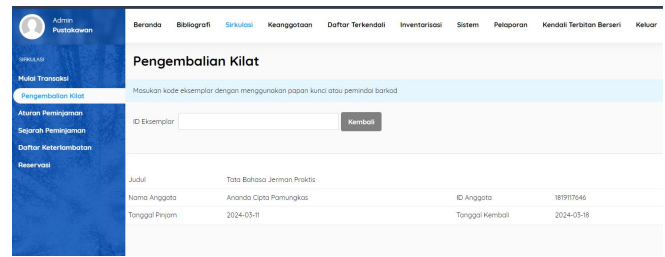 Admin
Pustakawan
Beranda Bibliografi Sirkulasi Keanggotaan Daftar Terkendali Inventarisasi Sistem Pelaporan Kendali Terbitan Berseri Keluar
SIRKULASI
Mulai Transaksi
Pengembalian Kilat
Aturan Peminjaman
Sejarah Peminjaman
Daftar Keterlambatan
Reservasi
Pengembalian Kilat
Masukan kode eksemplar dengan menggunakan papan kunci atau pemindai barkod
ID Eksemplar Kembali
Judul Tata Bahasa Jerman Praktis
Nama Anggota Ananda Cipta Pamungkas ID Anggota 1819117646
Tanggal Pinjam 2024-03-11 Tanggal Kembali 2024-03-18